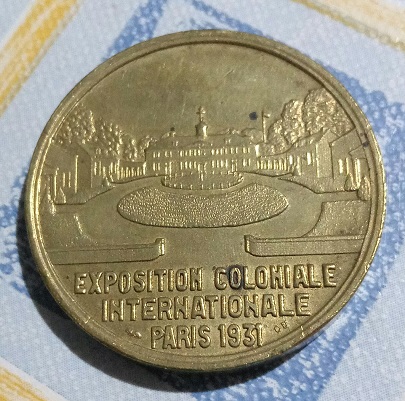 EXPOSITION COLONIALE
INTERNATIONALE
PARIS 1931